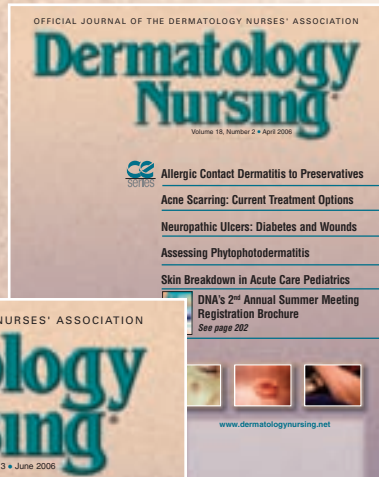 OFFICIAL JOURNAL OF THE DERMATOLOGY NURSES' ASSOCIATION
Dermatology
Nursing®
Volume 18, Number 2 • April 2006
ce
series
Allergic Contact Dermatitis to Preservatives
Acne Scarring: Current Treatment Options
Neuropathic Ulcers: Diabetes and Wounds
Assessing Phytophotodermatitis
Skin Breakdown in Acute Care Pediatrics
DNA's 2nd Annual Summer Meeting
Registration Brochure
See page 202
www.dermatologynursing.net
NURSES' ASSOCIATION
logy
ing®
3 • June 2006